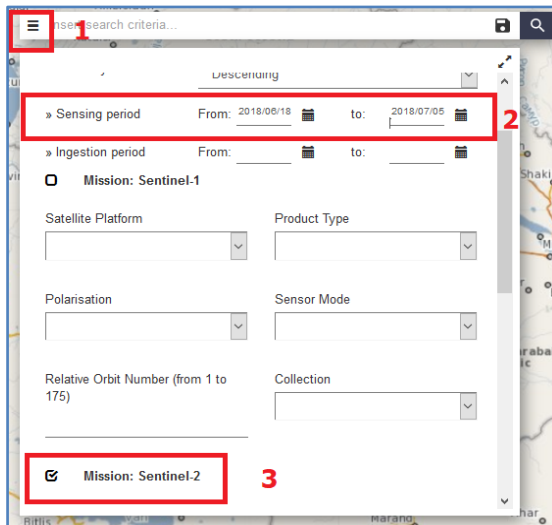 1
Insert search criteria...
Descending
» Sensing period From: 2018/06/18 to: 2018/07/05
2
» Ingestion period From: to:
Mission: Sentinel-1
Shaki
Satellite Platform Product Type
Polarisation Sensor Mode
Relative Orbit Number (from 1 to
175)
Collection
Mission: Sentinel-2
3
Bitlis
Marand